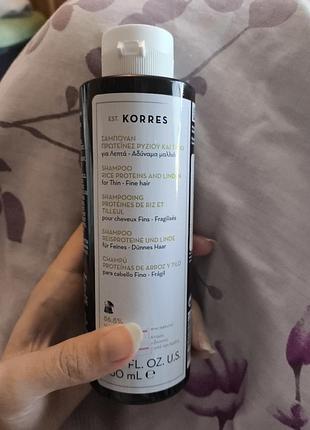 EST. KORRES
ΣΑΜΠΟΥΑΝ
ΠΡΩΤΕΪΝΕΣ ΡΥΖΙΟΥ ΚΑΙ
για Λεπτά - Αδύναμα μαλλιά
SHAMPOO
RICE PROTEINS AND LINDEN
for Thin - Fine hair
SHAMPOOING
PROTÉINES DE RIZ ET
TILLEUL
pour cheveux Fins - Fragilisés
SHAMPOO
REISPROTEINE UND LINDE
für Feines - Dünnes Haar
CHAMPÚ
PROTEÍNAS DE ARROZ Y TILO
para cabello Fino - Frágil
FL. OZ. U.S.
mL e